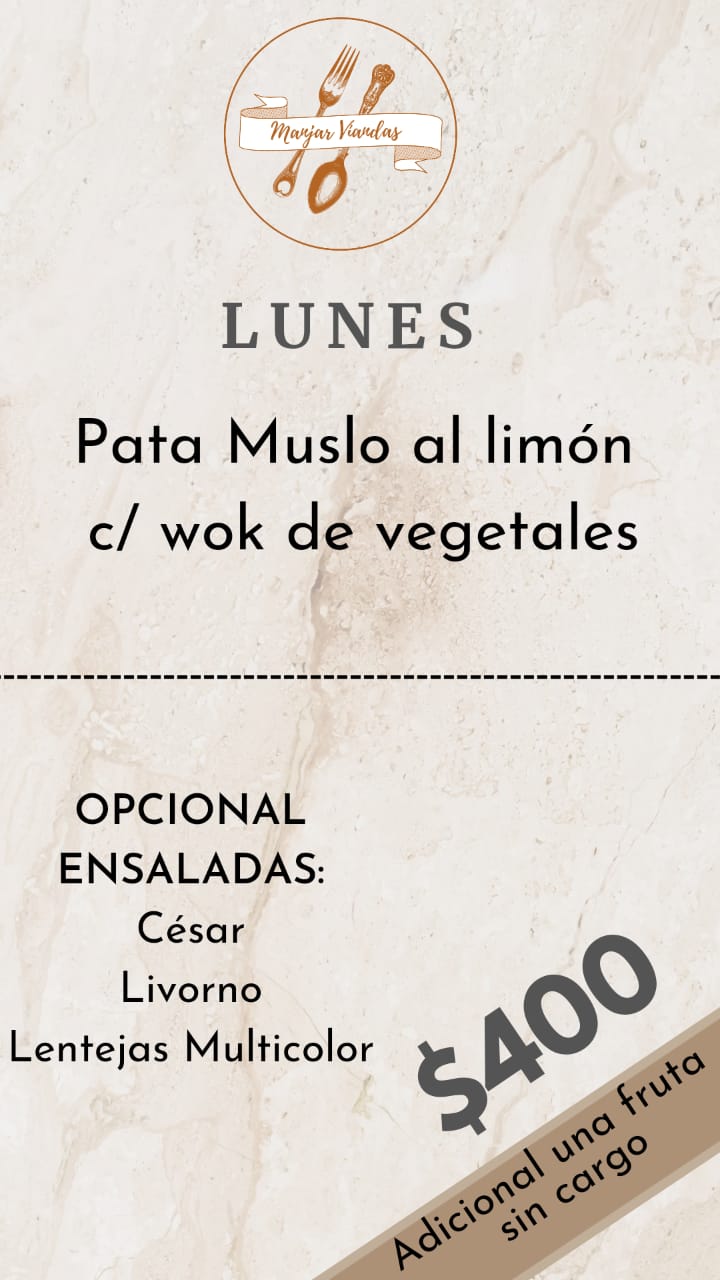 Manjar Viandas
LUNES
Pata Muslo al limón
c/ wok de vegetales
OPCIONAL
ENSALADAS:
César
Livorno
Lentejas Multicolor
$400
Adicional una fruta
sin cargo